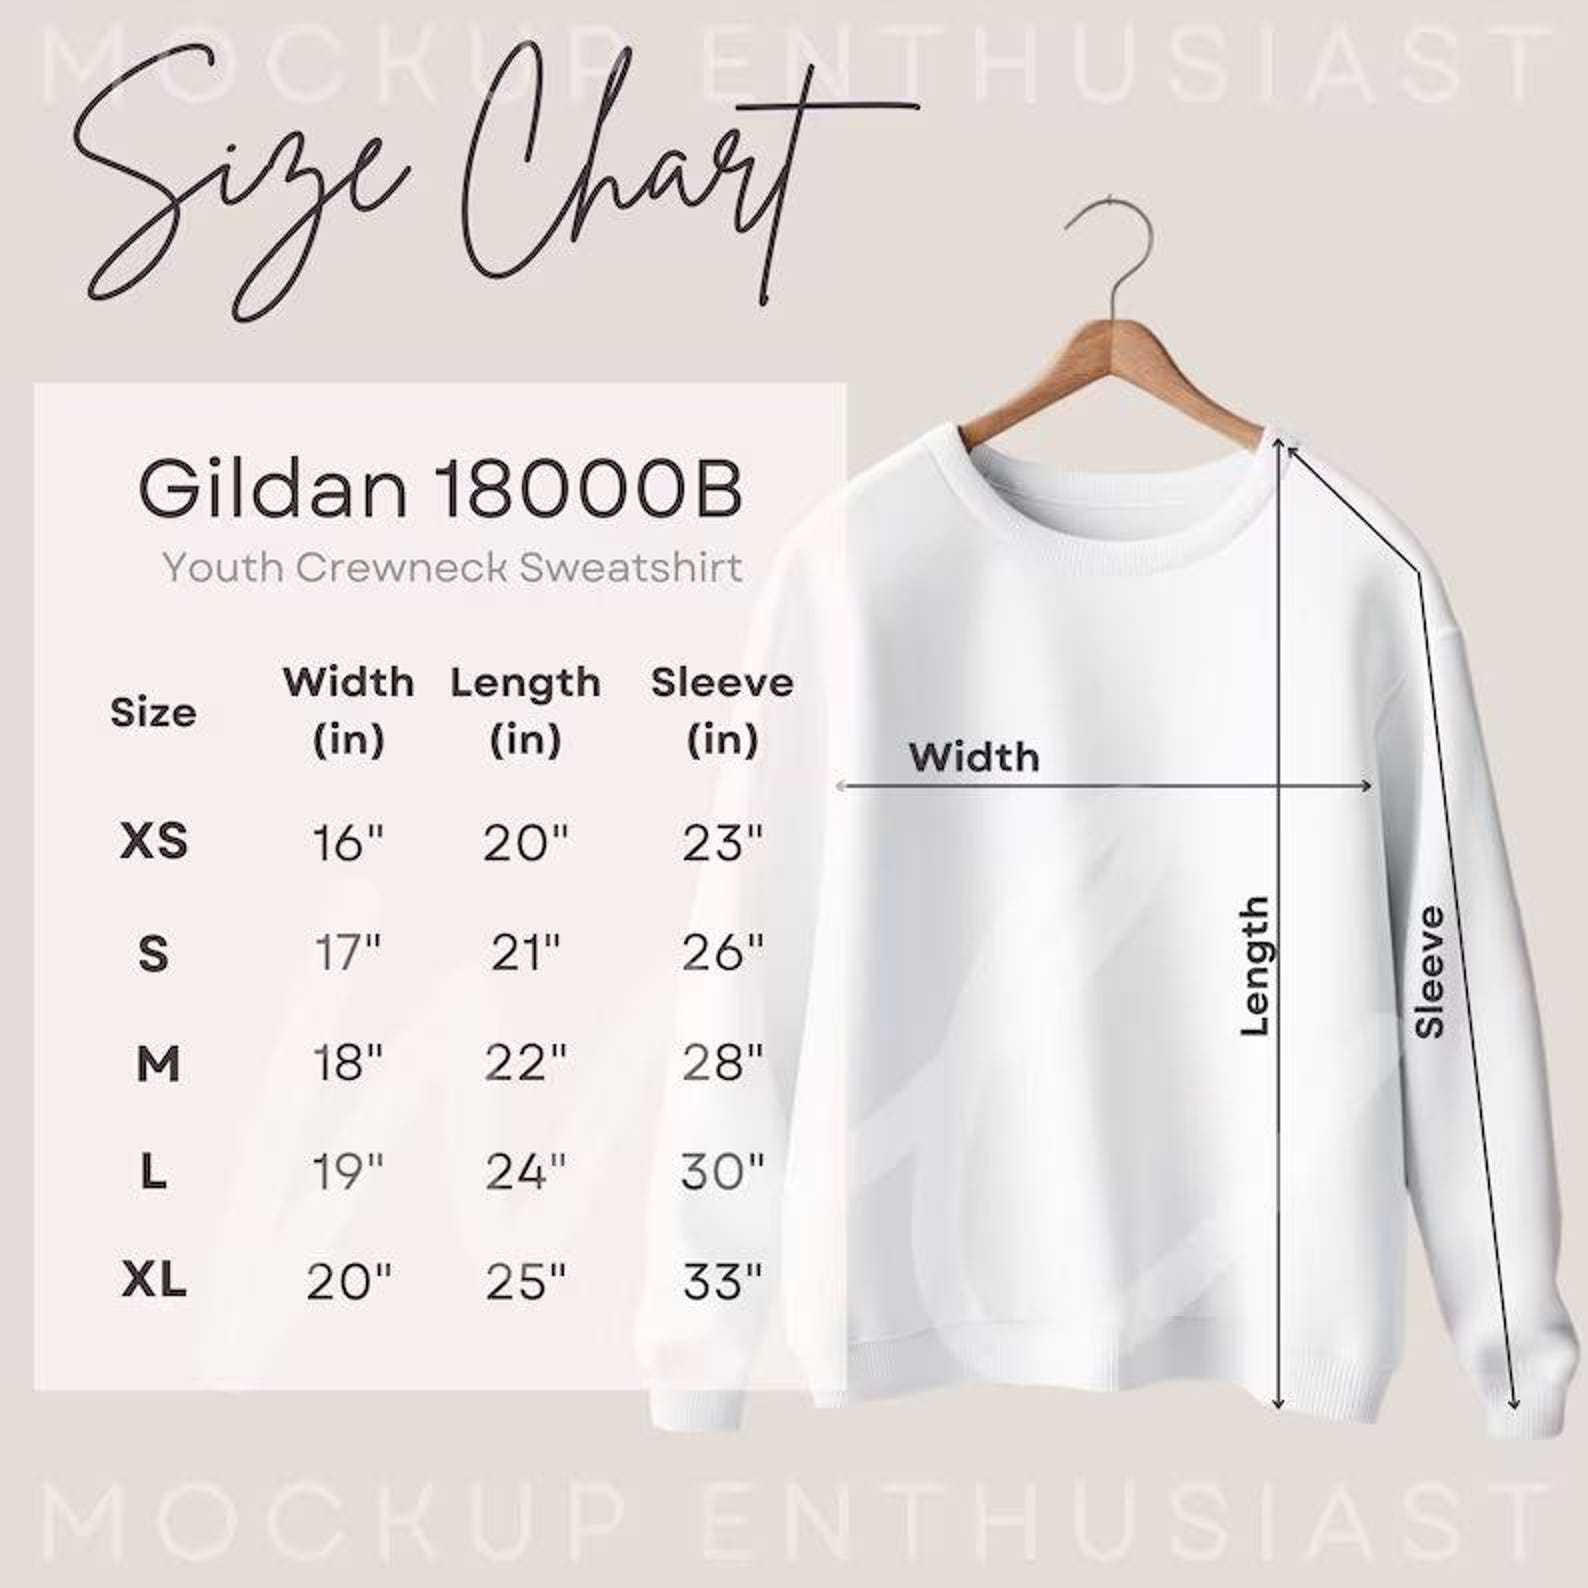 MOCKUP ENTHUSIAST
Size Chart
Gildan 18000B
Youth Crewneck Sweatshirt
Size Width (in) Length (in) Sleeve (in)
XS 16" 20" 23"
S 17" 21" 26"
M 18" 22" 28"
L 19" 24" 30"
XL 20" 25" 33"
Width
Length
Sleeve
MOCKUP ENTHUSIAST